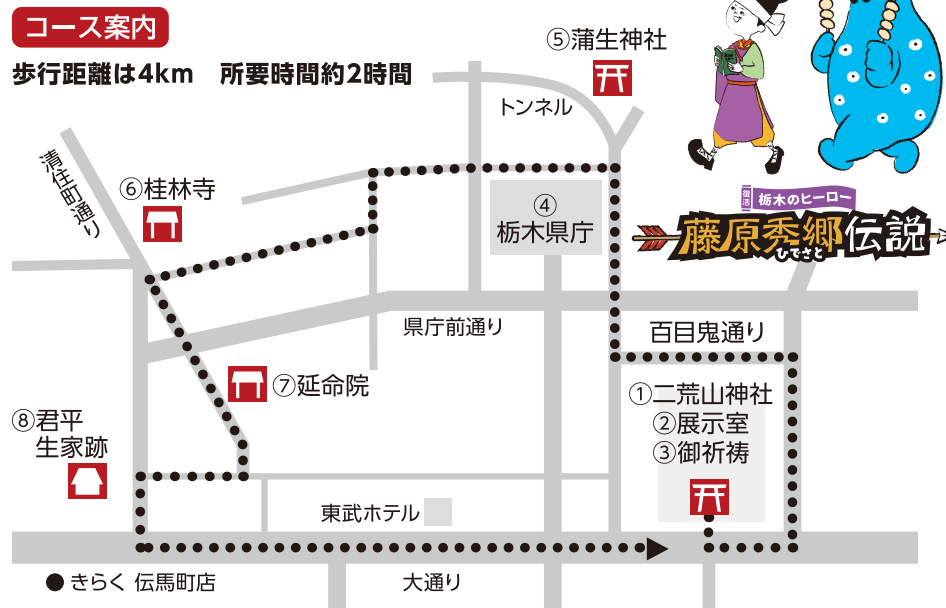 コース案内
歩行距離は4km 所要時間約2時間
⑤蒲生神社
トンネル
清住町通り
⑥桂林寺
④
栃木県庁
復活
栃木のヒーロー
藤原秀郷伝説
ひでさと
県庁前通り
百目鬼通り
⑦延命院
①二荒山神社
②展示室
③御祈祷
⑧君平
生家跡
東武ホテル
●きらく 伝馬町店
大通り